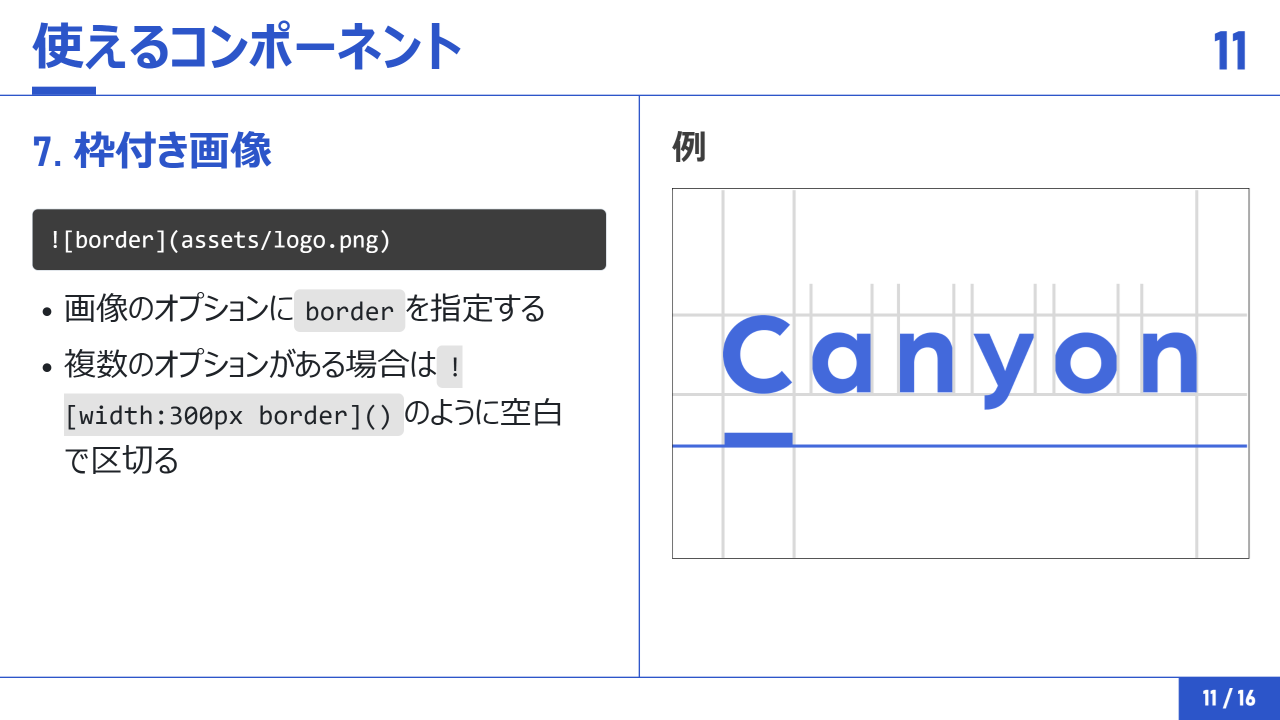 使えるコンポーネント
11
7. 枠付き画像
![border](assets/logo.png)
• 画像のオプションに border を指定する
• 複数のオプションがある場合は !
[width:300px border]() のように空白
で区切る
例
Canyon
11 / 16